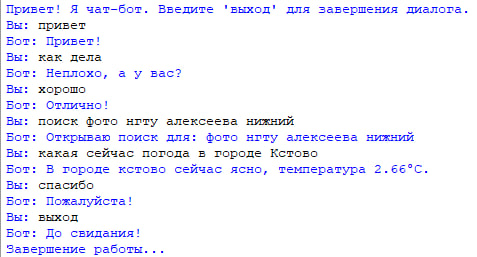 Привет! Я чат-бот. Введите 'выход' для завершения диалога.
Вы: привет
Бот: Привет!
Вы: как дела
Бот: Неплохо, а у вас?
Вы: хорошо
Бот: Отлично!
Вы: поиск фото нгту алексеева нижний
Бот: Открываю поиск для: фото нгту алексеева нижний
Вы: какая сейчас погода в городе Кстово
Бот: В городе кстово сейчас ясно, температура 2.66°C.
Вы: спасибо
Бот: Пожалуйста!
Вы: выход
Бот: До свидания!
Завершение работы...